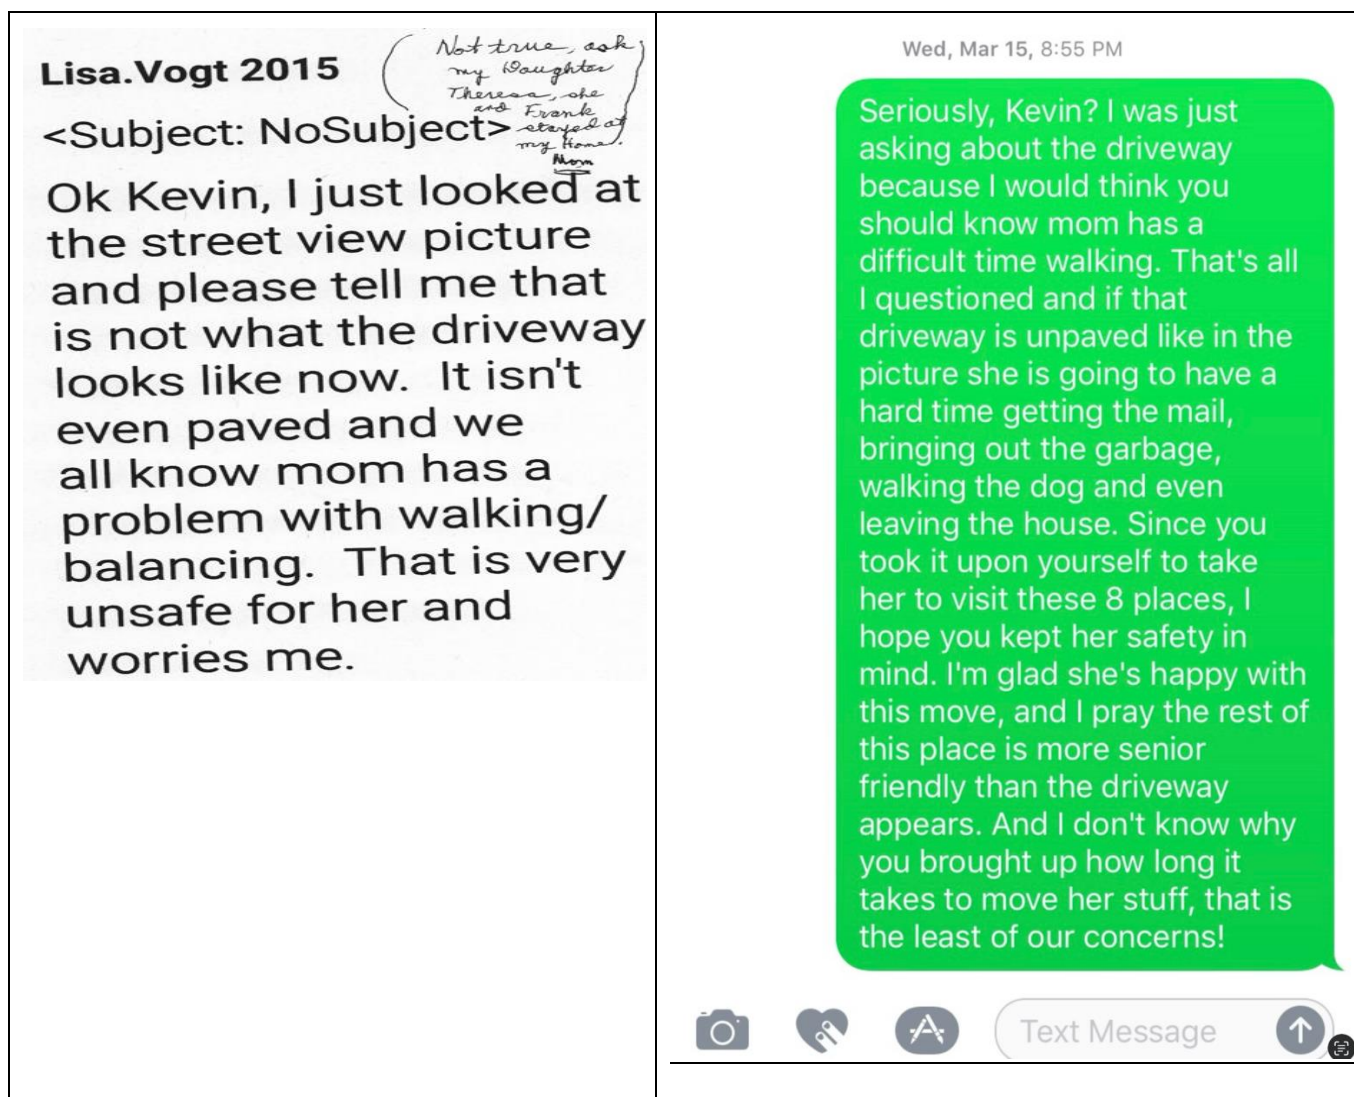 Lisa.Vogt 2015
Not true, ask
my Daughter
Theresa, she
and Frank
stayed at
my Home.
Mom
<Subject: NoSubject>
Ok Kevin, I just looked at
the street view picture
and please tell me that
is not what the driveway
looks like now.  It isn't
even paved and we
all know mom has a
problem with walking/
balancing.  That is very
unsafe for her and
worries me.
Wed, Mar 15, 8:55 PM
Seriously, Kevin? I was just
asking about the driveway
because I would think you
should know mom has a
difficult time walking. That's all
I questioned and if that
driveway is unpaved like in the
picture she is going to have a
hard time getting the mail,
bringing out the garbage,
walking the dog and even
leaving the house. Since you
took it upon yourself to take
her to visit these 8 places, I
hope you kept her safety in
mind. I'm glad she's happy with
this move, and I pray the rest of
this place is more senior
friendly than the driveway
appears. And I don't know why
you brought up how long it
takes to move her stuff, that is
the least of our concerns!
Text Message